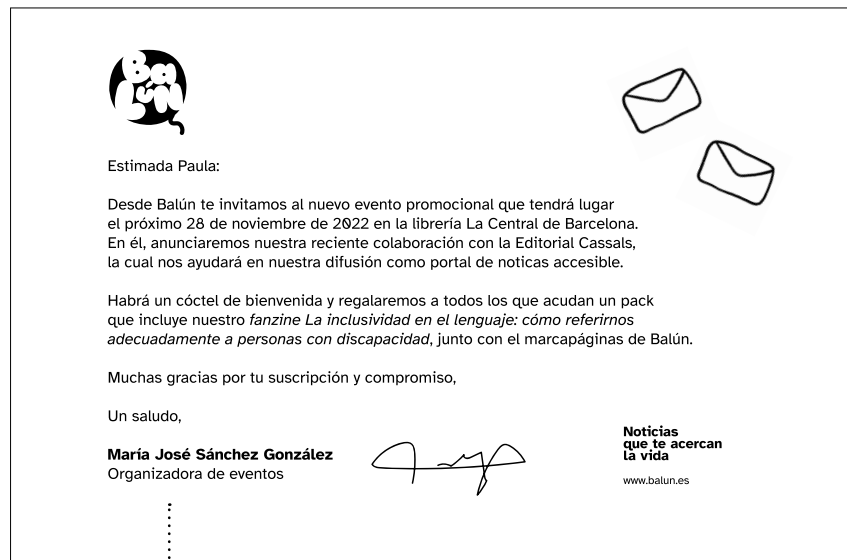 Balún
Estimada Paula:
Desde Balún te invitamos al nuevo evento promocional que tendrá lugar
el próximo 28 de noviembre de 2022 en la librería La Central de Barcelona.
En él, anunciaremos nuestra reciente colaboración con la Editorial Cassals,
la cual nos ayudará en nuestra difusión como portal de noticas accesible.
Habrá un cóctel de bienvenida y regalaremos a todos los que acudan un pack
que incluye nuestro fanzine La inclusividad en el lenguaje: cómo referirnos
adecuadamente a personas con discapacidad, junto con el marcapáginas de Balún.
Muchas gracias por tu suscripción y compromiso,
Un saludo,
María José Sánchez González
Organizadora de eventos
Noticias
que te acercan
la vida
www.balun.es